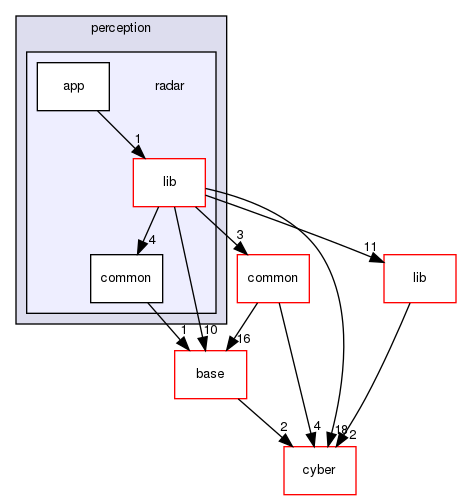 perception
app
radar
1
lib
4
3
11
common
common
lib
1
10
16
base
2
4
18
2
cyber